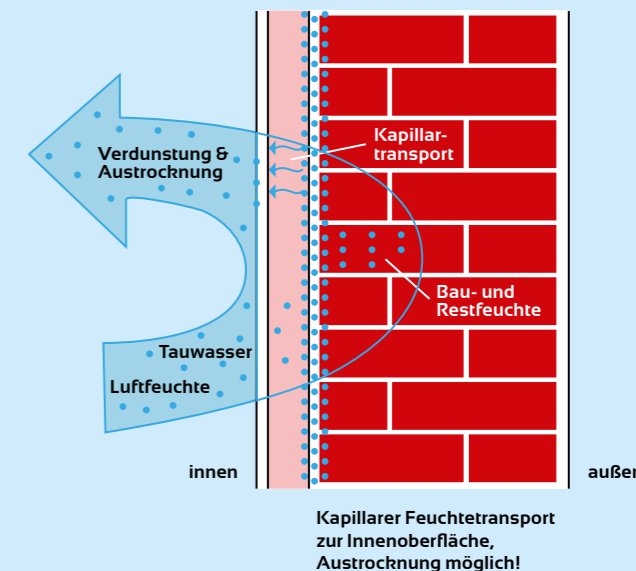 Kapillar-
transport
Verdunstung &
Austrocknung
Bau- und
Restfeuchte
Tauwasser
Luftfeuchte
innen
außen
Kapillarer Feuchtetransport
zur Innenoberfläche,
Austrocknung möglich!